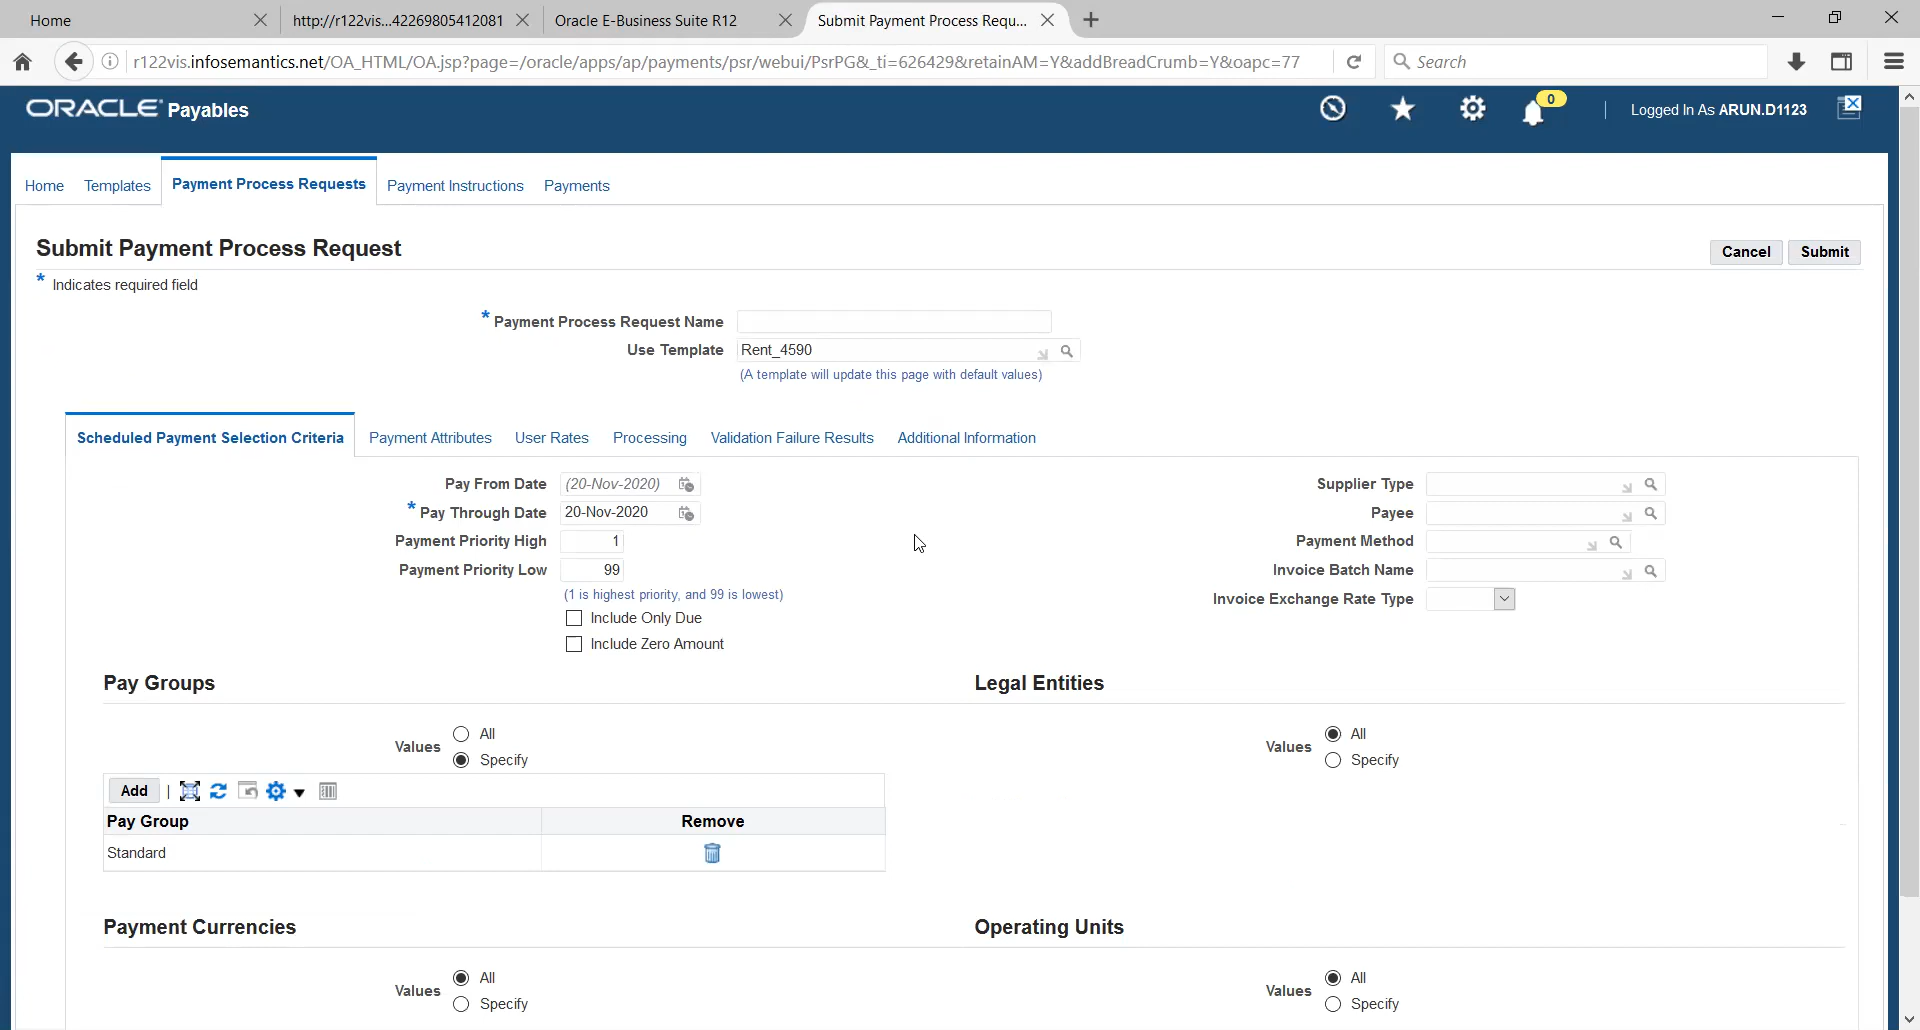 Home
http://r122vis...42269805412081
Oracle E-Business Suite R12
Submit Payment Process Requ...
r122vis.infosemantics.net/OA_HTML/OA.jsp?page=/oracle/apps/ap/payments/psr/webui/PsrPG&_ti=626429&retainAM=Y&addBreadCrumb=Y&oapc=77
Search
ORACLE Payables
0
Logged In As ARUN.D1123
Home
Templates
Payment Process Requests
Payment Instructions
Payments
Submit Payment Process Request
Cancel
Submit
* Indicates required field
* Payment Process Request Name
Use Template Rent_4590
(A template will update this page with default values)
Scheduled Payment Selection Criteria
Payment Attributes
User Rates
Processing
Validation Failure Results
Additional Information
Pay From Date (20-Nov-2020)
* Pay Through Date 20-Nov-2020
Payment Priority High 1
Payment Priority Low 99
(1 is highest priority, and 99 is lowest)
Include Only Due
Include Zero Amount
Supplier Type
Payee
Payment Method
Invoice Batch Name
Invoice Exchange Rate Type
Pay Groups
Values
All
Specify
Add
Pay Group Remove
Standard
Legal Entities
Values
All
Specify
Payment Currencies
Values
All
Specify
Operating Units
Values
All
Specify